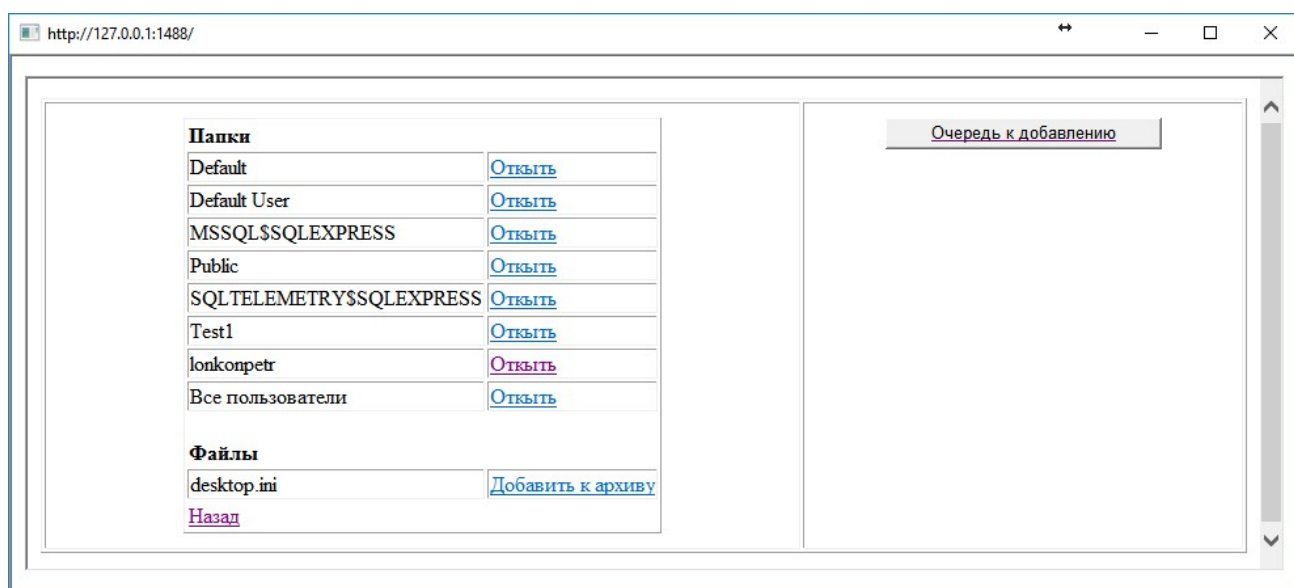 http://127.0.0.1:1488/
Папки
Default Откыть
Default User Откыть
MSSQL$SQLEXPRESS Откыть
Public Откыть
SQLTELEMETRY$SQLEXPRESS Откыть
Test1 Откыть
lonkonpetr Откыть
Все пользователи Откыть
Файлы
desktop.ini Добавить к архиву
Назад
Очередь к добавлению